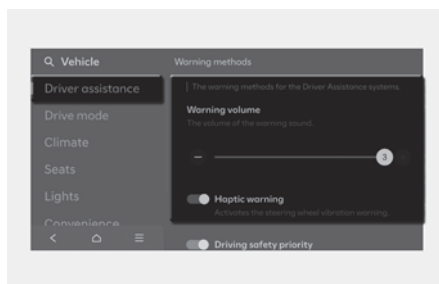 Vehicle
Warning methods
Driver assistance
The warning methods for the Driver Assistance systems.
Drive mode
Warning volume
The volume of the warning sound
Climate
3
Seats
Lights
Haptic warning
Activates the steering wheel vibration warning.
Convenience
Driving safety priority